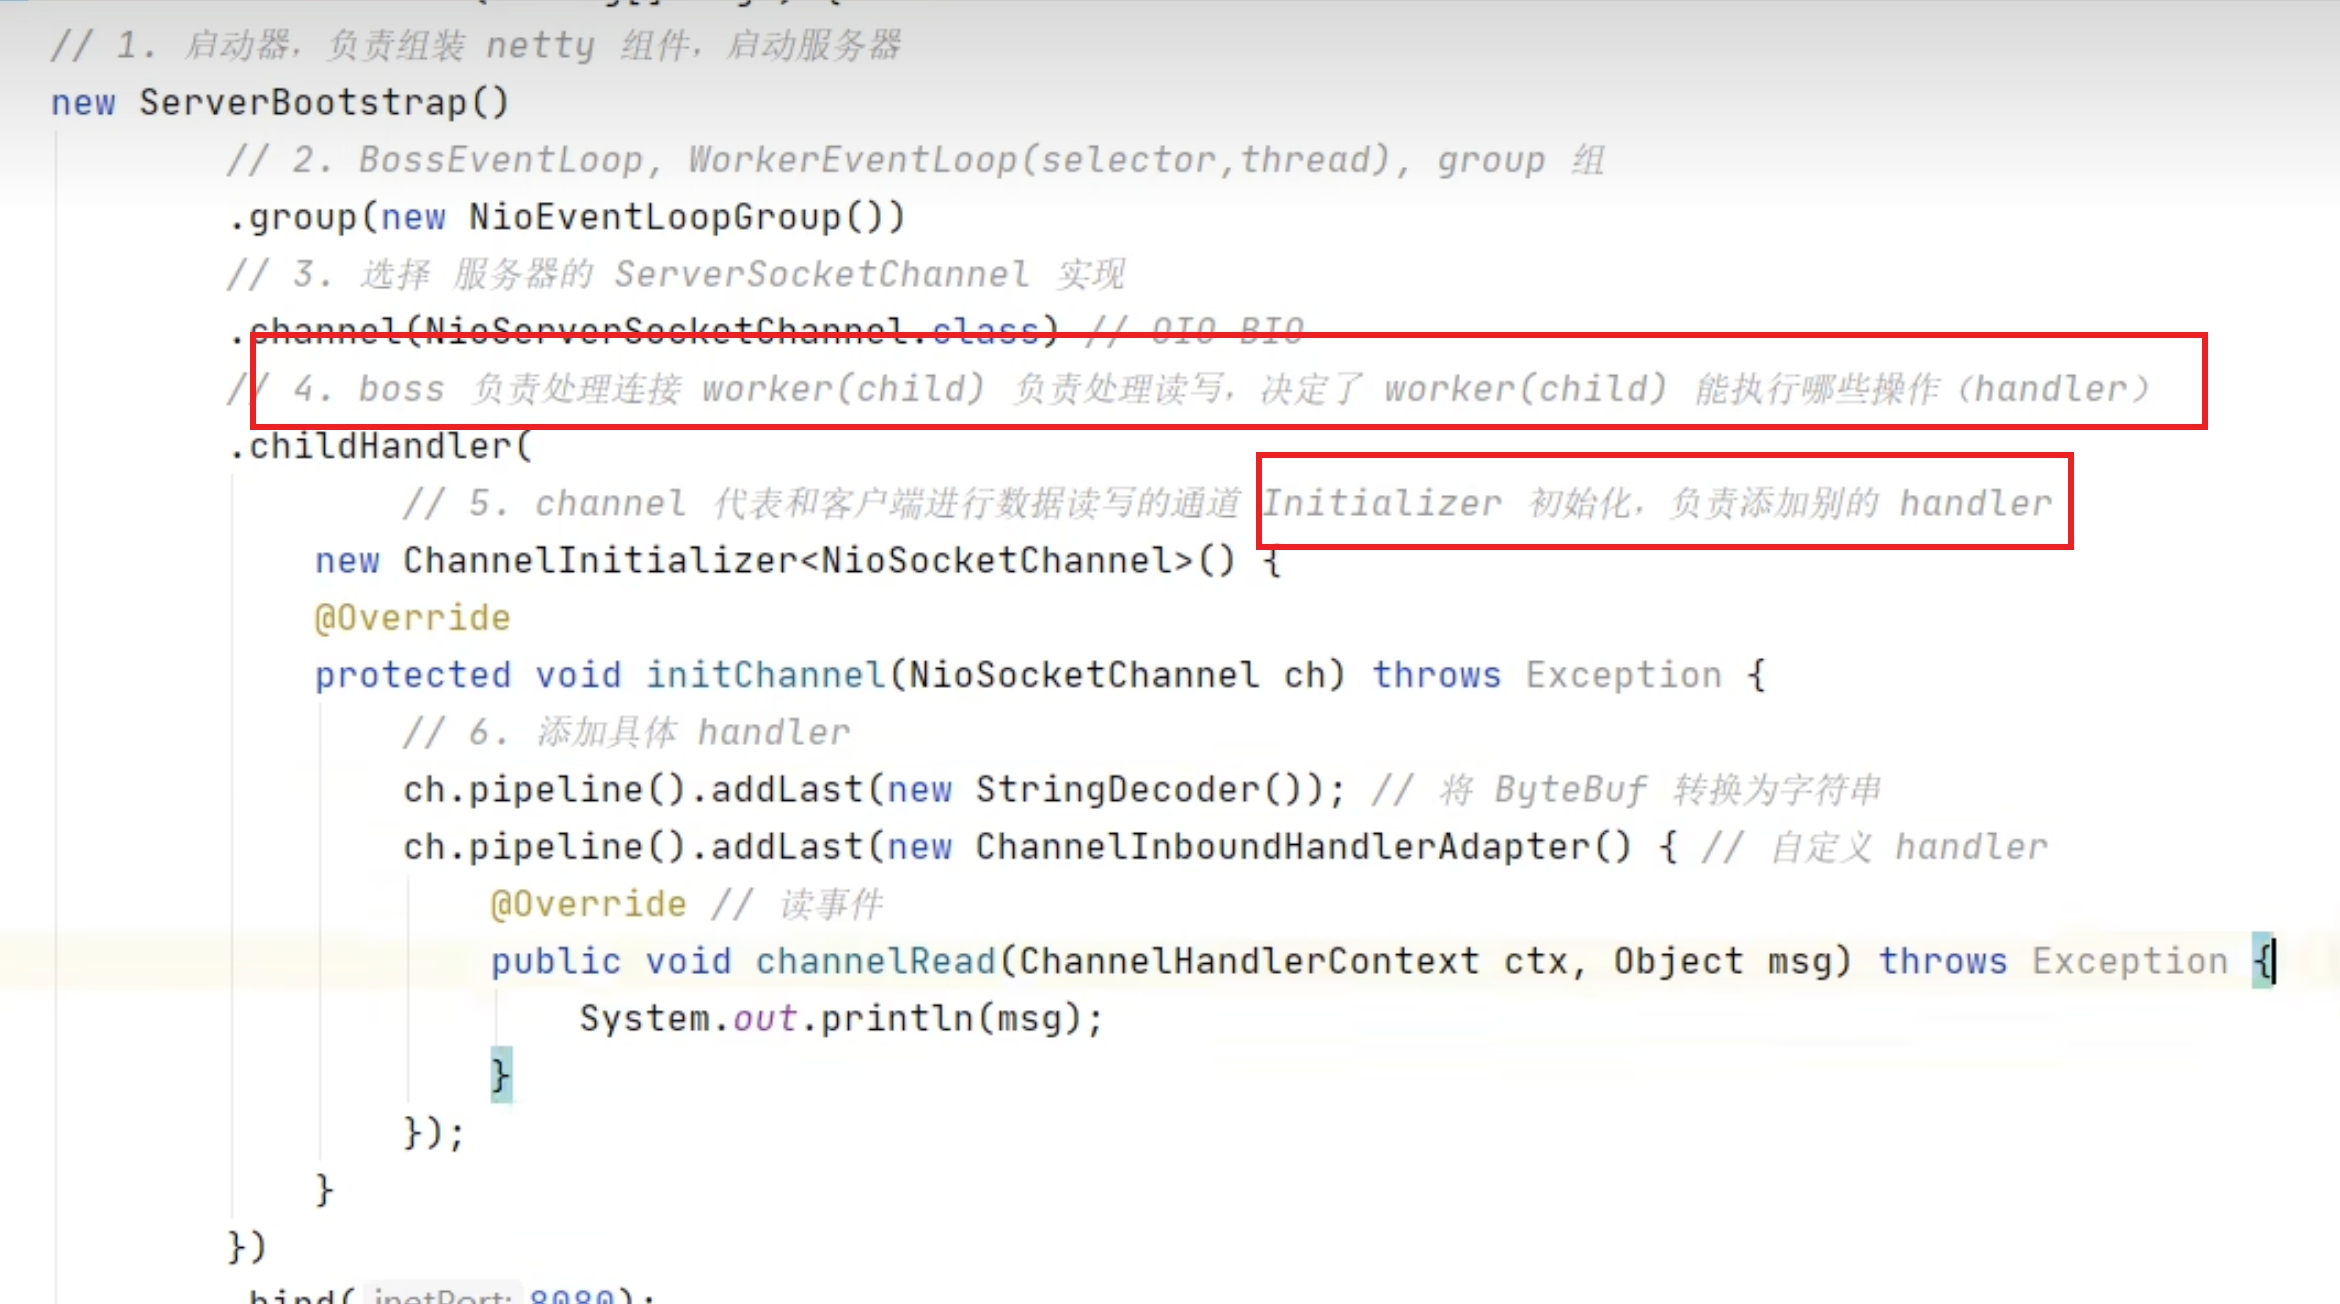 // 1. 启动器，负责组装 netty 组件，启动服务器
new ServerBootstrap()
// 2. BossEventLoop, WorkerEventLoop(selector,thread), group 组
.group(new NioEventLoopGroup())
// 3. 选择 服务器的 ServerSocketChannel 实现
.channel(NioServerSocketChannel.class) // OIO BIO
// 4. boss 负责处理连接 worker(child) 负责处理读写，决定了 worker(child) 能执行哪些操作（handler）
.childHandler(
// 5. channel 代表和客户端进行数据读写的通道 Initializer 初始化，负责添加别的 handler
new ChannelInitializer<NioSocketChannel>() {
@Override
protected void initChannel(NioSocketChannel ch) throws Exception {
// 6. 添加具体 handler
ch.pipeline().addLast(new StringDecoder()); // 将 ByteBuf 转换为字符串
ch.pipeline().addLast(new ChannelInboundHandlerAdapter() { // 自定义 handler
@Override // 读事件
public void channelRead(ChannelHandlerContext ctx, Object msg) throws Exception {
System.out.println(msg);
}
});
}
})
.bind( inetPort: 8080);